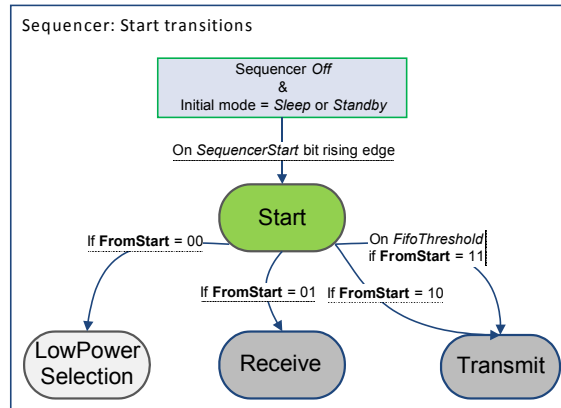 Sequencer: Start transitions
Sequencer Off
&
Initial mode = Sleep or Standby
On SequencerStart bit rising edge
Start
If FromStart = 00
On FifoThreshold
if FromStart = 11
If FromStart = 01
If FromStart = 10
LowPower
Selection
Receive
Transmit